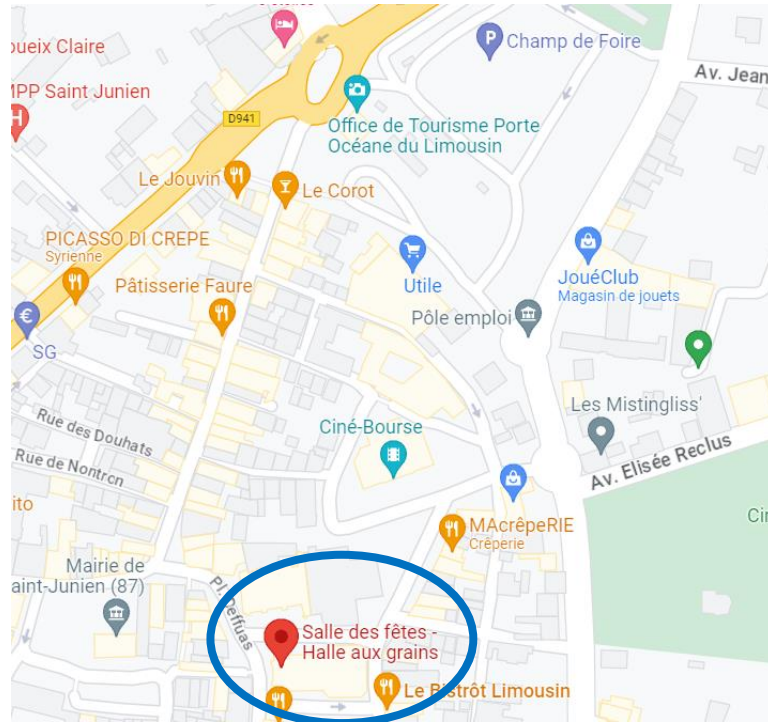 oueix Claire
MPP Saint Junien
H
P
Champ de Foire
Av. Jean
D941
Office de Tourisme Porte
Océane du Limousin
Le Jouvin
Le Corot
PICASSO DI CREPE
Syrienne
Pâtisserie Faure
Utile
JouéClub
Magasin de jouets
Pôle emploi
€
SG
Les Mistingliss'
Ciné-Bourse
Rue des Douhats
Rue de Nontron
Av. Elisée Reclus
ito
MAcrêpeRIE
Crêperie
Cir
Mairie de
aint-Junien (87)
Pl. Deffuas
Salle des fêtes -
Halle aux grains
Le Bistrôt Limousin